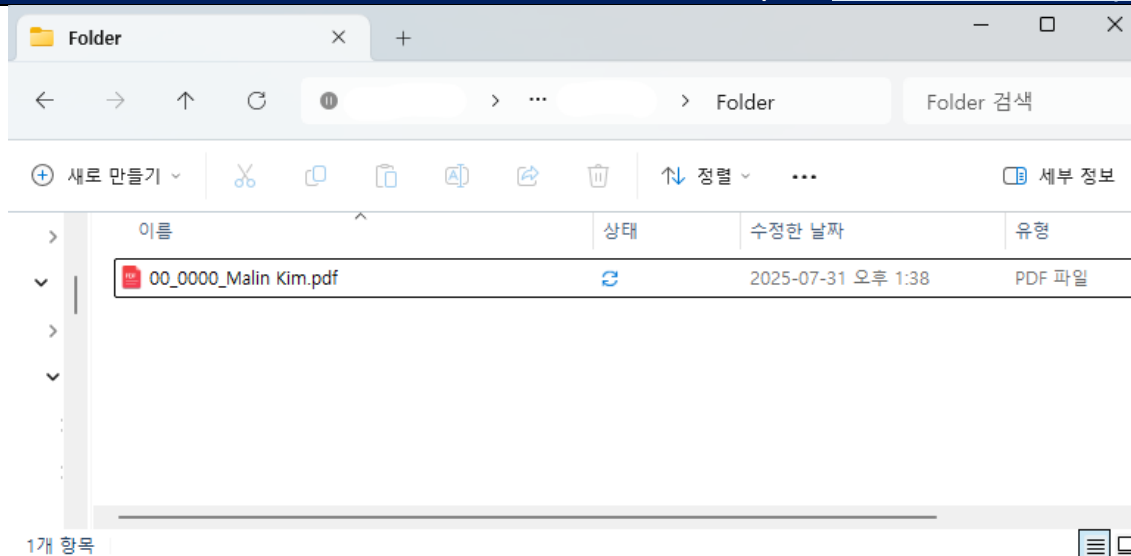 Folder
Folder
Folder 검색
새로 만들기
정렬
세부 정보
이름 상태 수정한 날짜 유형
00_0000_Malin Kim.pdf 2025-07-31 오후 1:38 PDF 파일
1개 항목